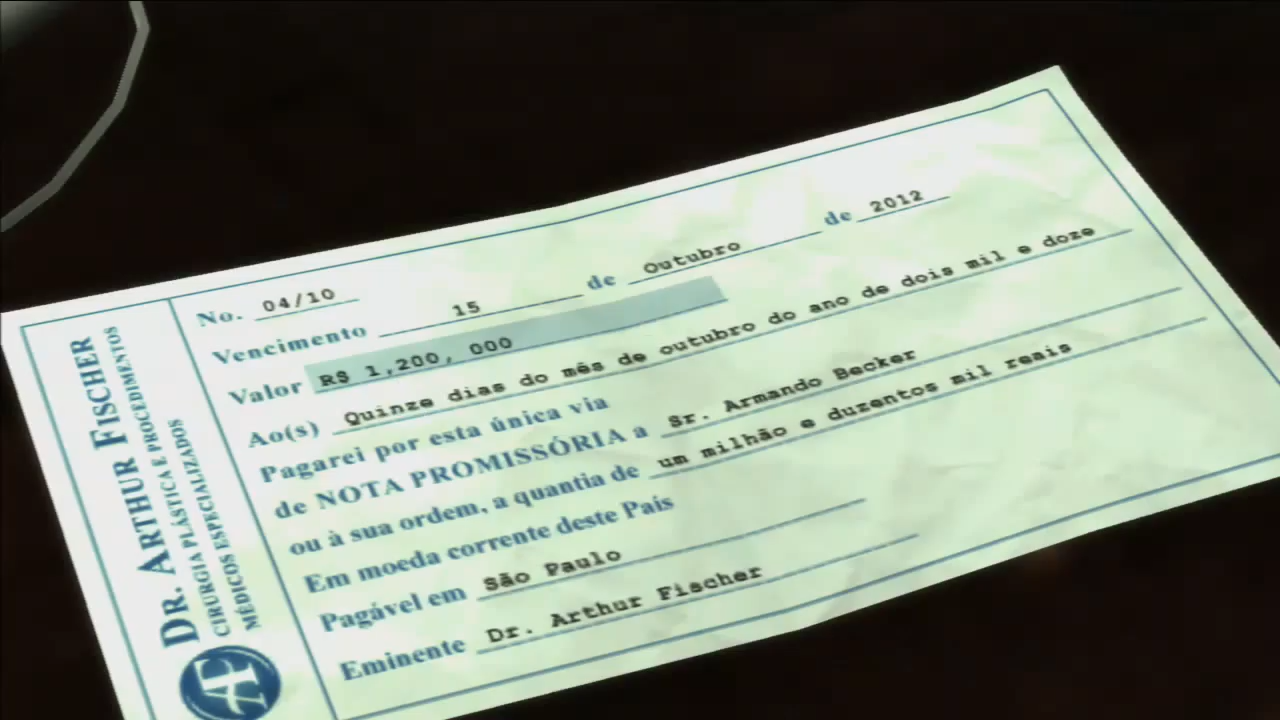 DR. ARTHUR FISCHER
CIRURGIA PLÁSTICA E PROCEDIMENTOS
MÉDICOS ESPECIALIZADOS
AF
No. 04/10
Vencimento 15 de Outubro de 2012
Valor R$ 1,200, 000
Ao(s) Quinze dias do mês de outubro do ano de dois mil e doze
Pagarei por esta única via
de NOTA PROMISSÓRIA a Sr. Armando Becker
ou à sua ordem, a quantia de um milhão e duzentos mil reais
Em moeda corrente deste País
Pagável em São Paulo
Eminente Dr. Arthur Fischer